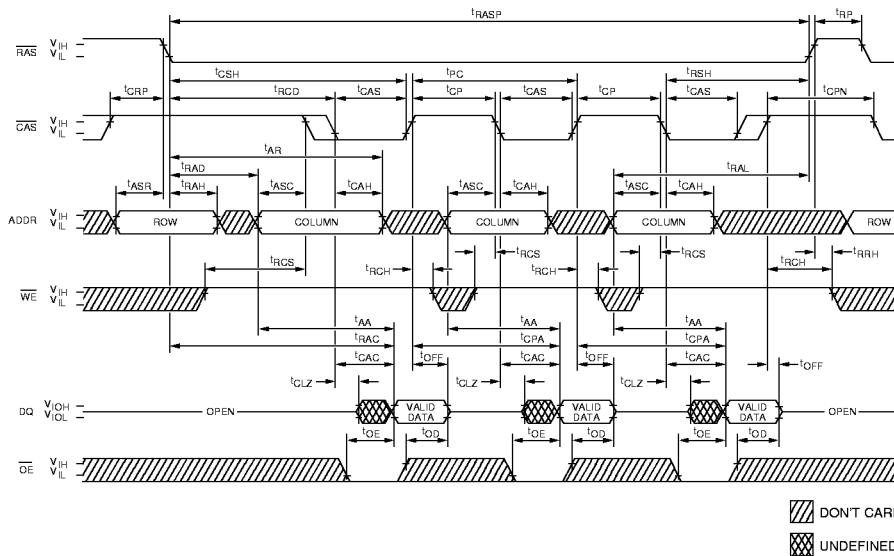 tRASP tRP
RAS VIH
VIL
tCSH tPC tRSH
tCRP tRCD tCAS tCP tCAS tCP tCAS tCPN
CAS VIH
VIL
tAR
tRAD tRAL
tASR tRAH tASC tCAH tASC tCAH tASC tCAH
ADDR VIH
VIL
ROW COLUMN COLUMN COLUMN ROW
tRCS tRCH tRCS tRCH tRCS tRCH tRRH
WE VIH
VIL
tAA tAA tAA
tRAC tCPA tCPA
tCAC tOFF tCAC tOFF tCAC tOFF
tCLZ tCLZ tCLZ
DQ VIOH
VIOL
OPEN VALID DATA VALID DATA VALID DATA OPEN
tOE tOD tOE tOD tOE tOD
OE VIH
VIL
DON'T CARE
UNDEFINED